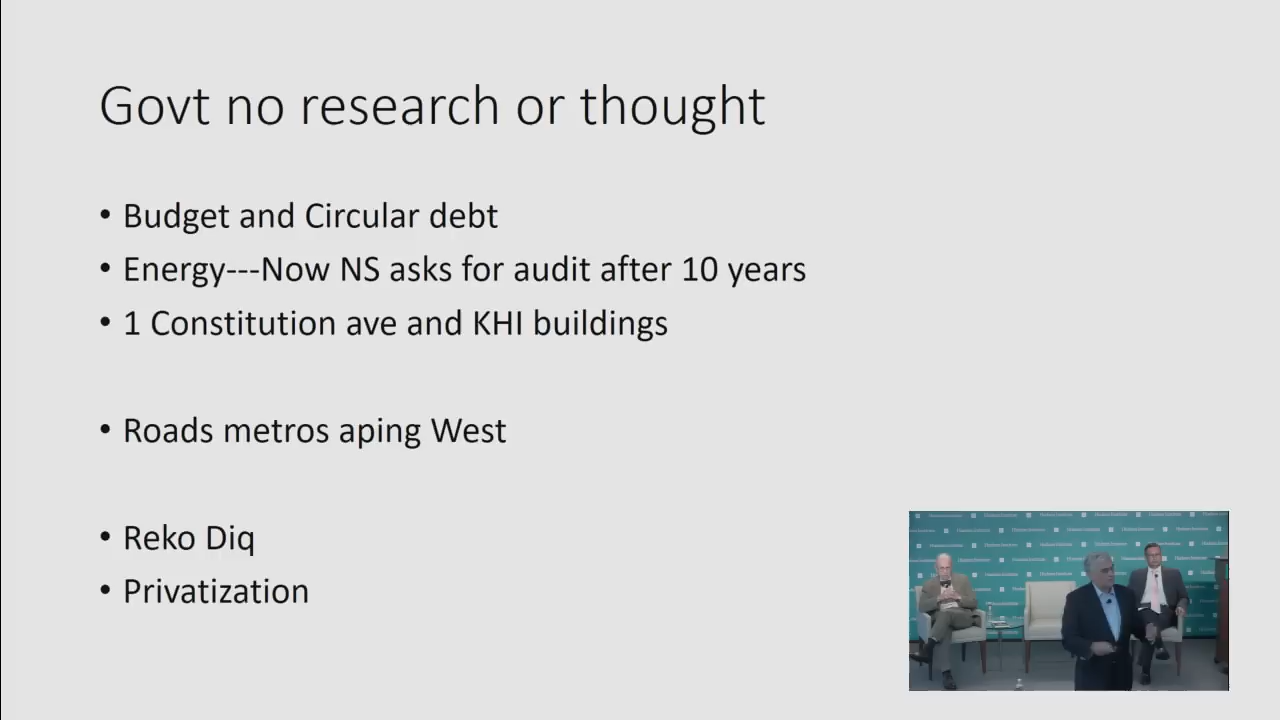 Govt no research or thought
• Budget and Circular debt
• Energy---Now NS asks for audit after 10 years
• 1 Constitution ave and KHI buildings
• Roads metros aping West
• Reko Diq
• Privatization